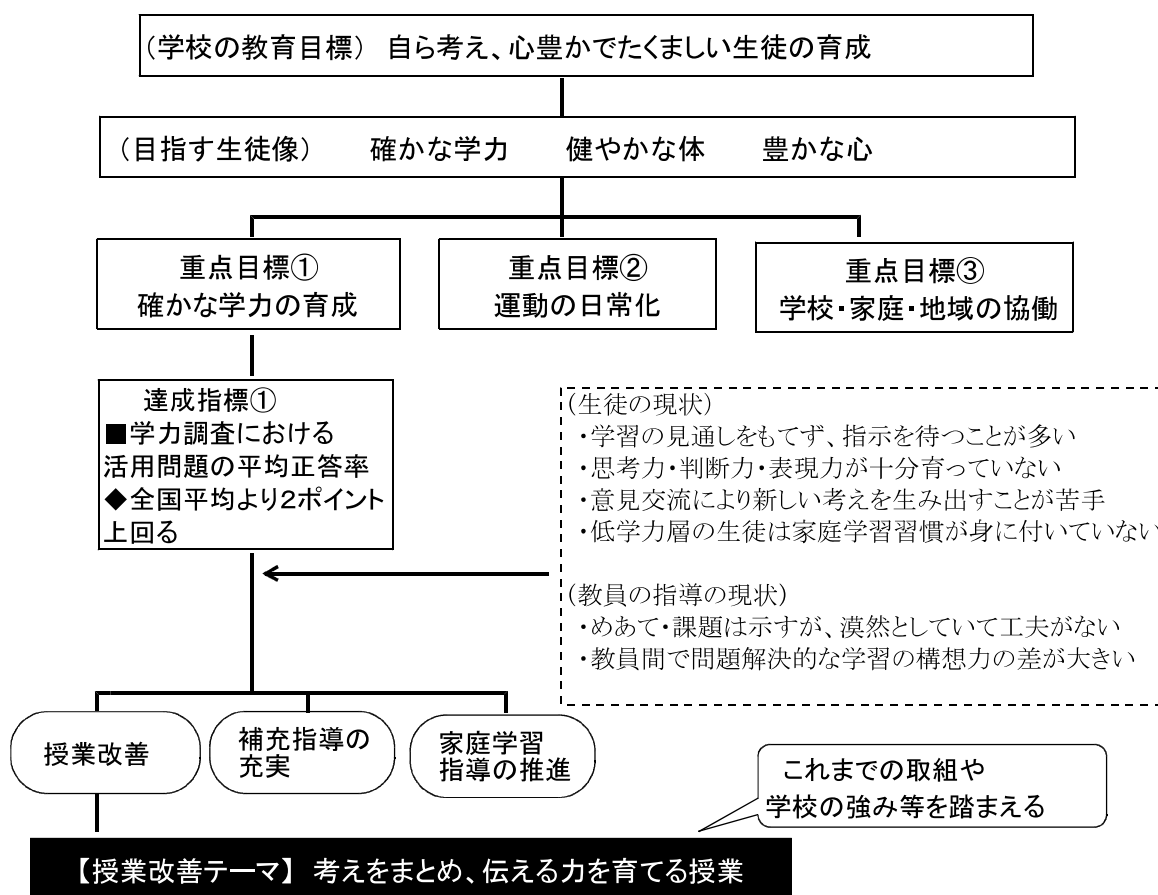 (学校の教育目標) 自ら考え、心豊かでたくましい生徒の育成
(目指す生徒像) 確かな学力 健やかな体 豊かな心
重点目標①
確かな学力の育成
重点目標②
運動の日常化
重点目標③
学校・家庭・地域の協働
達成指標①
■学力調査における
活用問題の平均正答率
◆全国平均より2ポイント
上回る
(生徒の現状)
・学習の見通しをもてず、指示を待つことが多い
・思考力・判断力・表現力が十分育っていない
・意見交流により新しい考えを生み出すことが苦手
・低学力層の生徒は家庭学習習慣が身に付いていない
(教員の指導の現状)
・めあて・課題は示すが、漠然としていて工夫がない
・教員間で問題解決的な学習の構想力の差が大きい
授業改善
補充指導の
充実
家庭学習
指導の推進
これまでの取組や
学校の強み等を踏まえる
【授業改善テーマ】 考えをまとめ、伝える力を育てる授業